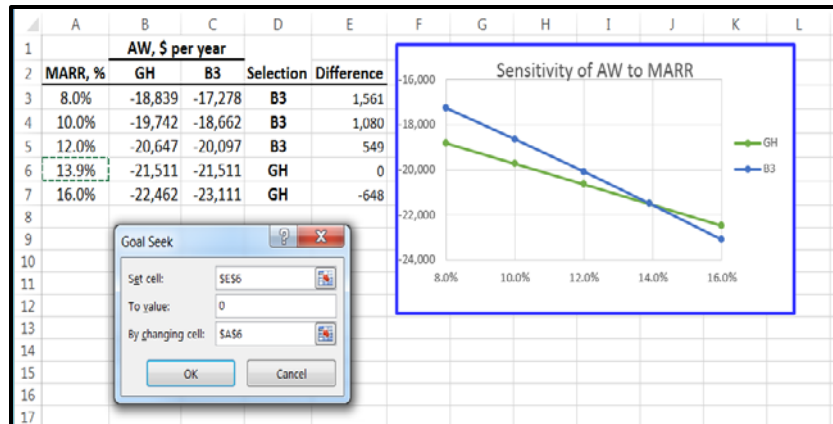 A B C D E F G H I J K L
1 AW, $ per year
2 MARR, % GH B3 Selection Difference
3 8.0% -18,839 -17,278 B3 1,561
4 10.0% -19,742 -18,662 B3 1,080
5 12.0% -20,647 -20,097 B3 549
6 13.9% -21,511 -21,511 GH 0
7 16.0% -22,462 -23,111 GH -648
8
9
10
11
12
13
14
15
16
17
Goal Seek
Set cell: $E$6
To value: 0
By changing cell: $A$6
OK Cancel
Sensitivity of AW to MARR
-16,000
-18,000
-20,000
-22,000
-24,000
8.0% 10.0% 12.0% 14.0% 16.0%
GH
B3